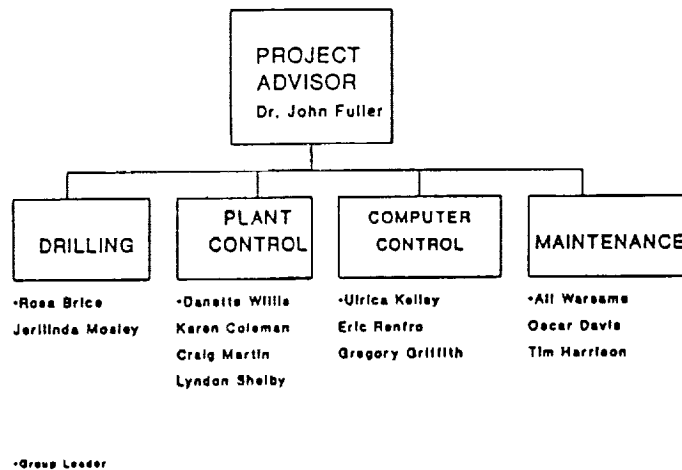 PROJECT
ADVISOR
Dr. John Fuller
DRILLING
•Rosa Brice
Jerilinda Mosley
PLANT
CONTROL
•Danette Willis
Karen Coleman
Craig Martin
Lyndon Shelby
COMPUTER
CONTROL
•Ulrica Kelley
Eric Renfro
Gregory Griffith
MAINTENANCE
•Ali Warsame
Oscar Davis
Tim Harrison
•Group Leader